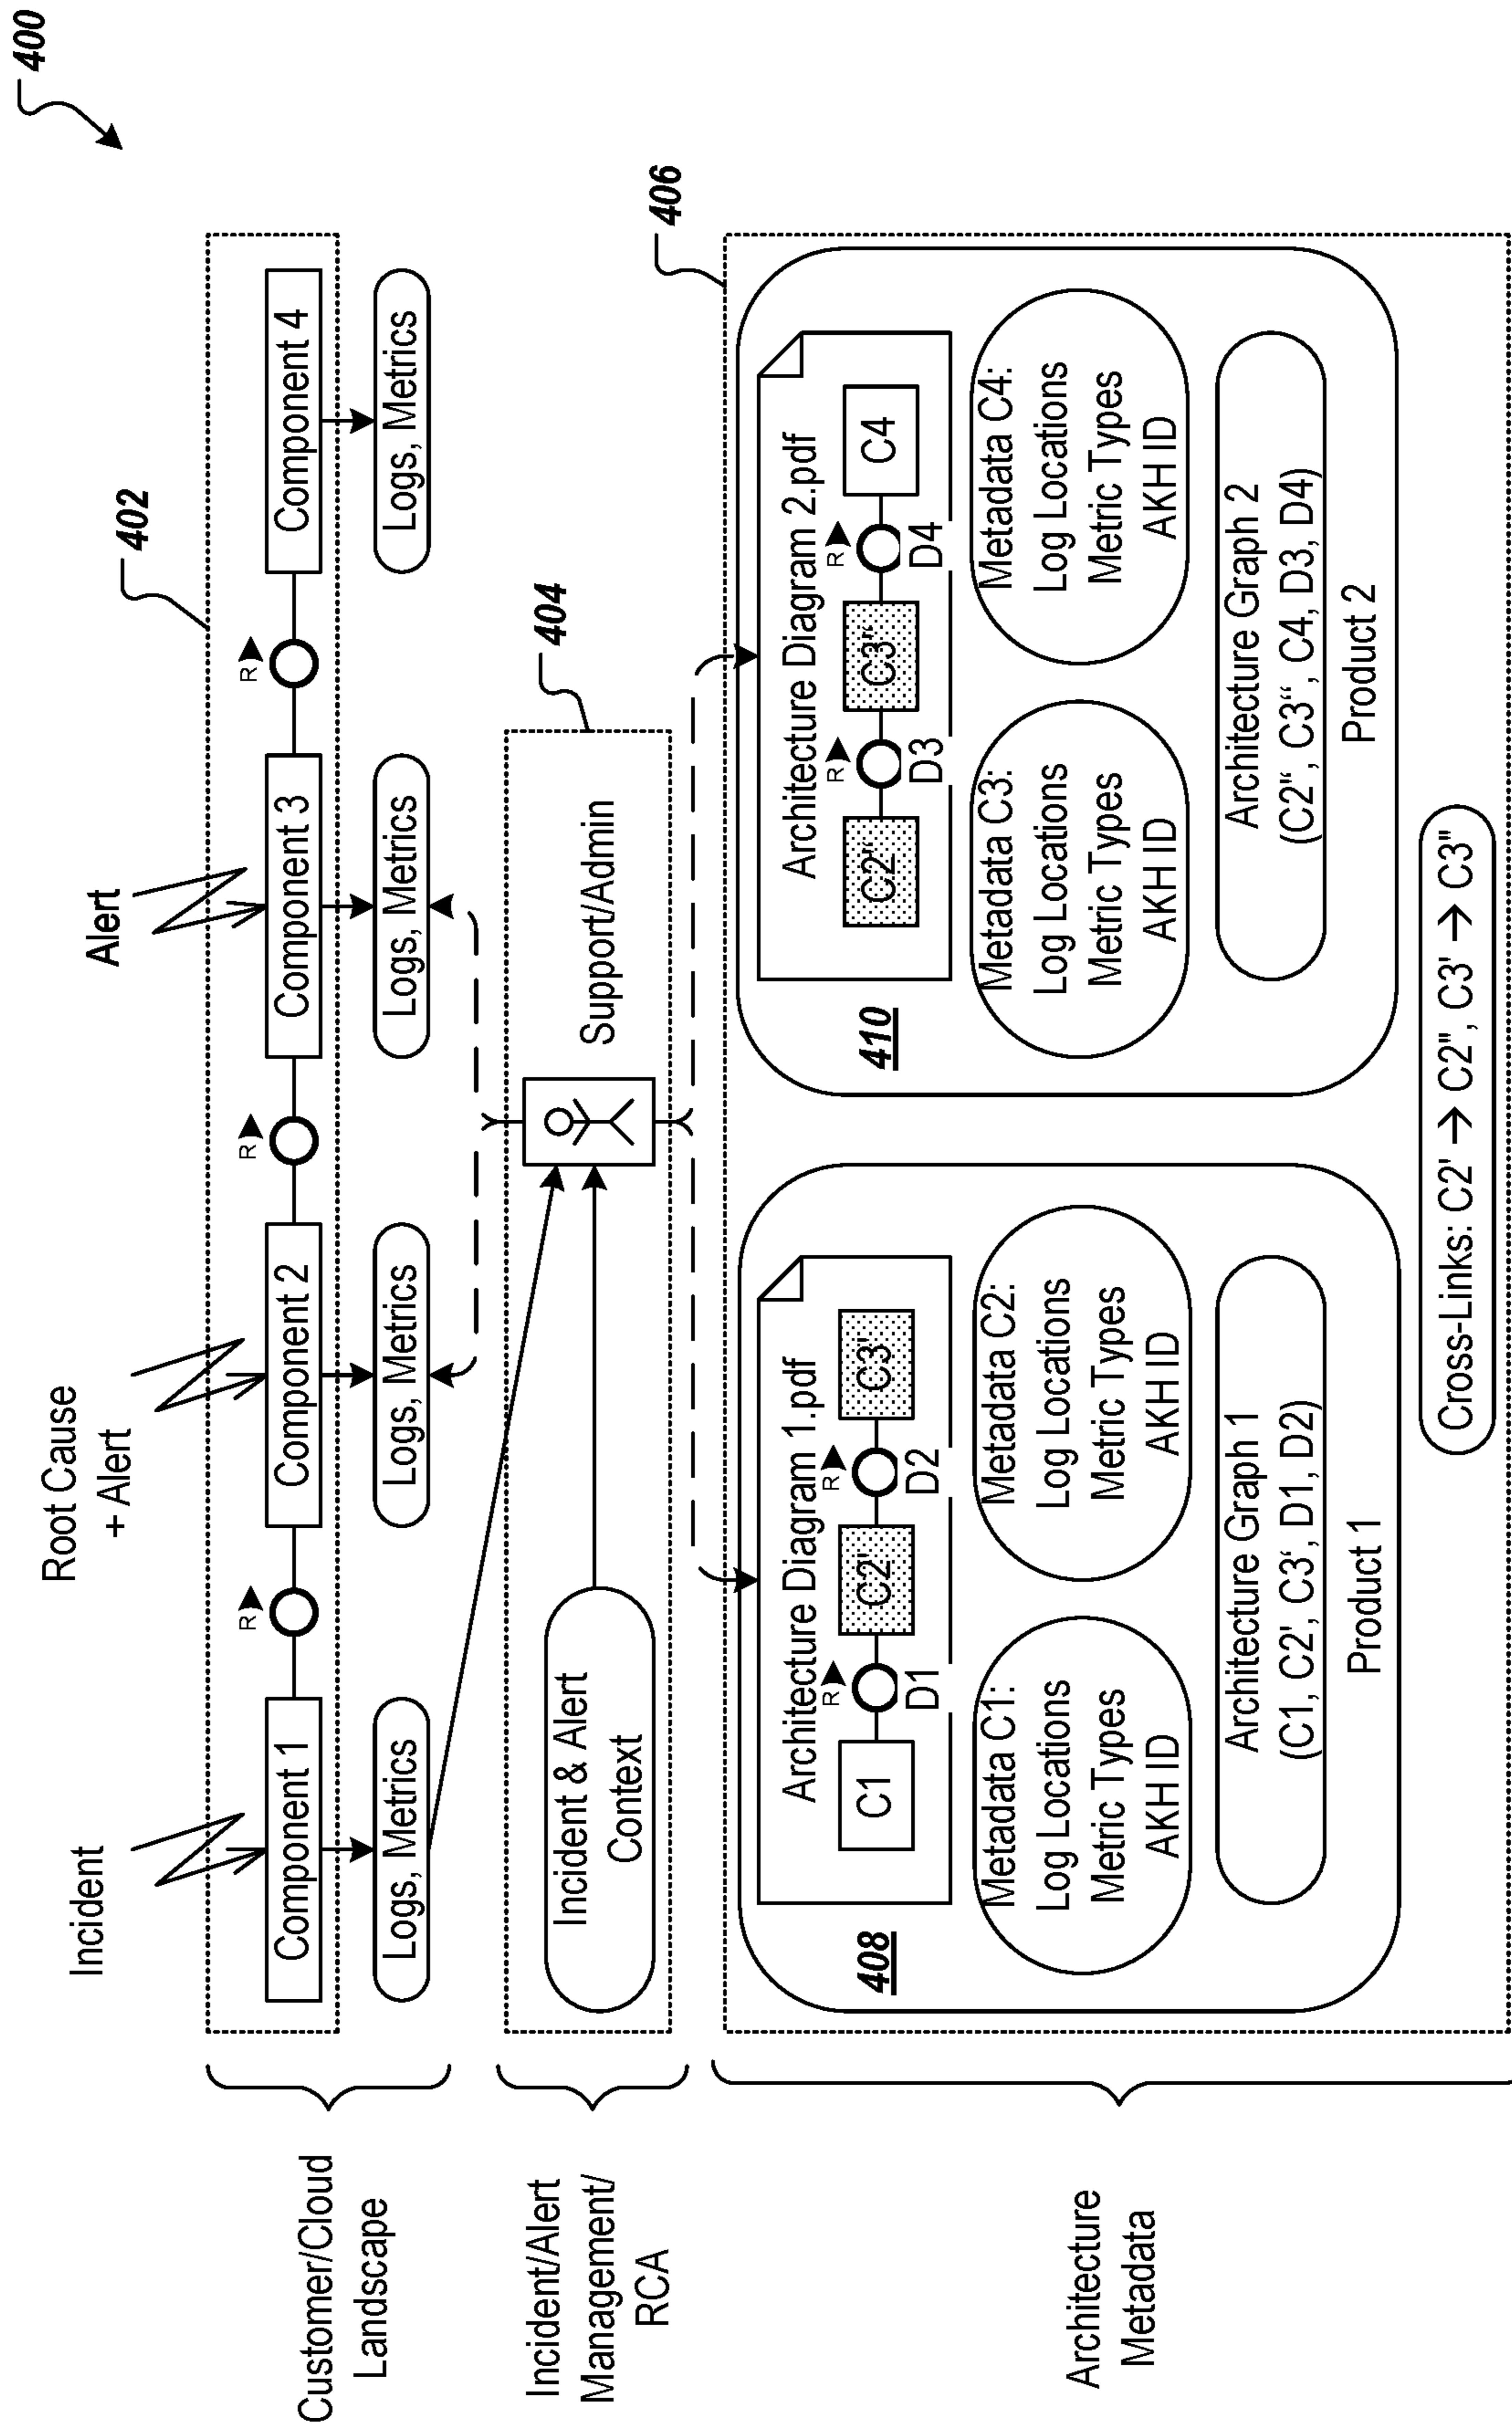 400
Incident
Root Cause
+ Alert
Alert
402
Customer/Cloud
Landscape
Component 1
R
Component 2
R
Component 3
R
Component 4
Logs, Metrics
Logs, Metrics
Logs, Metrics
Logs, Metrics
404
Incident/Alert
Management/
RCA
Incident & Alert
Context
Support/Admin
406
Architecture
Metadata
408
Architecture Diagram 1.pdf
C1
R
D1
C2'
R
D2
C3'
Metadata C1:
Log Locations
Metric Types
AKH ID
Metadata C2:
Log Locations
Metric Types
AKH ID
Architecture Graph 1
(C1, C2', C3‘, D1, D2)
Product 1
410
Architecture Diagram 2.pdf
C2“
R
D3
C3“
R
D4
C4
Metadata C3:
Log Locations
Metric Types
AKH ID
Metadata C4:
Log Locations
Metric Types
AKH ID
Architecture Graph 2
(C2", C3“, C4, D3, D4)
Product 2
Cross-Links: C2' → C2", C3' → C3"